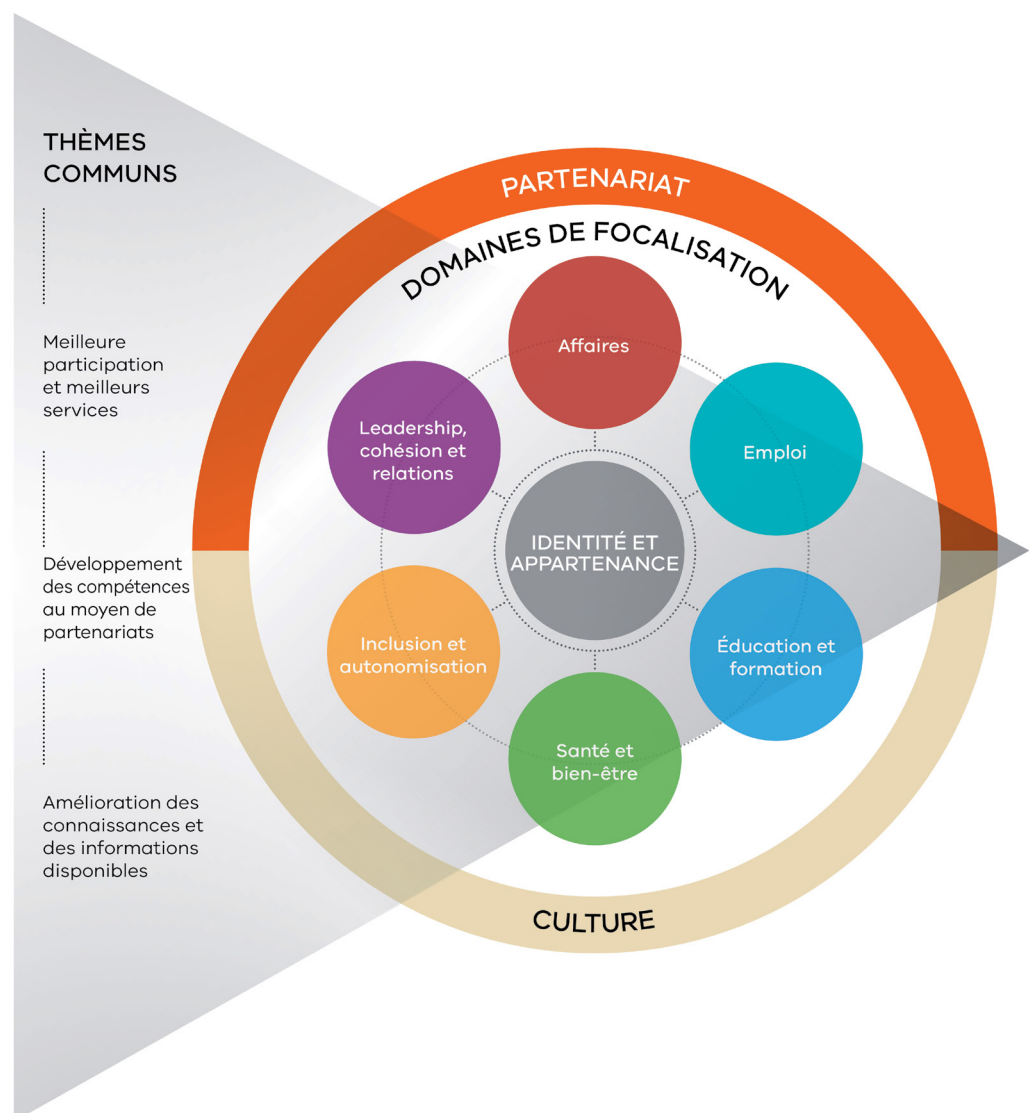 THÈMES
COMMUNS
Meilleure
participation
et meilleurs
services
Développement
des compétences
au moyen de
partenariats
Amélioration des
connaissances et
des informations
disponibles
PARTENARIAT
DOMAINES DE FOCALISATION
Affaires
Leadership,
cohésion et
relations
Emploi
IDENTITÉ ET
APPARTENANCE
Inclusion et
autonomisation
Éducation et
formation
Santé et
bien-être
CULTURE